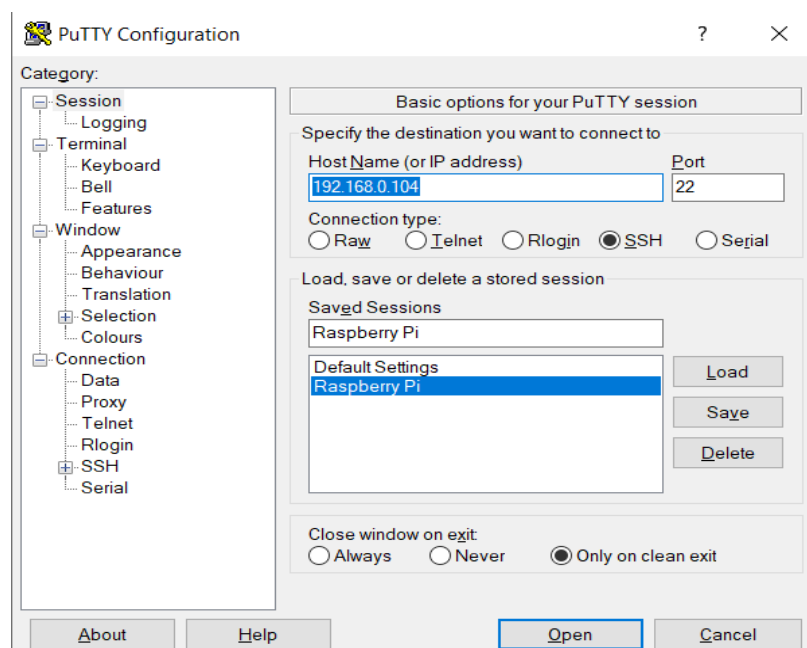 PuTTY Configuration ?
Category:
Session
Logging
Terminal
Keyboard
Bell
Features
Window
Appearance
Behaviour
Translation
Selection
Colours
Connection
Data
Proxy
Telnet
Rlogin
SSH
Serial
Basic options for your PuTTY session
Specify the destination you want to connect to
Host Name (or IP address) Port
192.168.0.104 22
Connection type:
Raw Telnet Rlogin SSH Serial
Load, save or delete a stored session
Saved Sessions
Raspberry Pi
Default Settings
Raspberry Pi
Load
Save
Delete
Close window on exit:
Always Never Only on clean exit
About Help Open Cancel